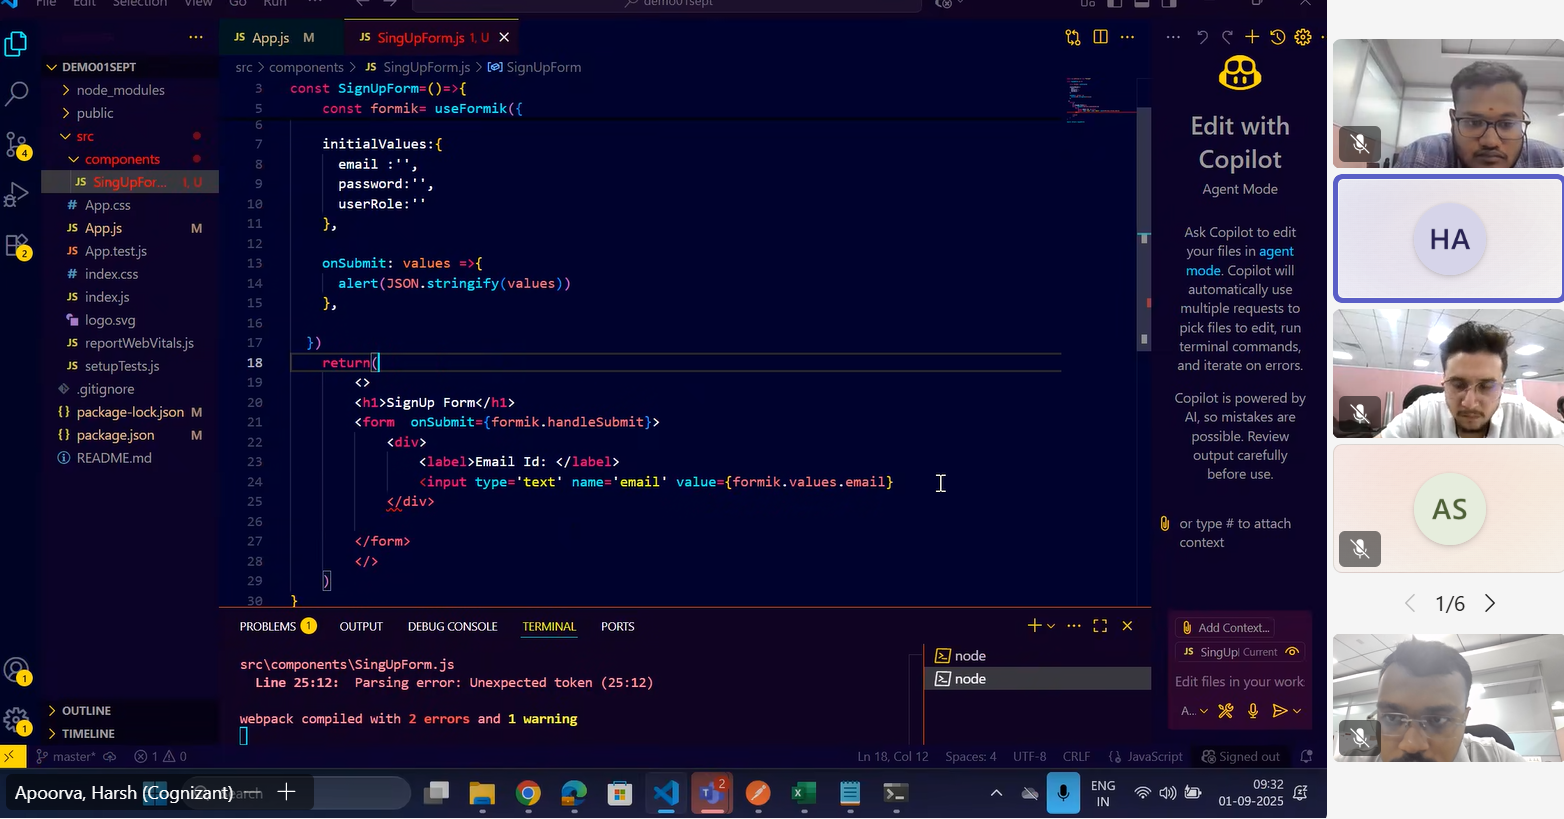 File Edit Selection View Go Run ...
demo01sept
App.js M
SingUpForm.js 1, U
src > components > JS SingUpForm.js > SignUpForm
DEMO01SEPT
node_modules
public
src
components
JS SingUpFor... 1, U
# App.css
JS App.js M
JS App.test.js
# index.css
JS index.js
logo.svg
JS reportWebVitals.js
JS setupTests.js
.gitignore
{} package-lock.json M
{} package.json M
README.md
OUTLINE
TIMELINE
4
2
1
1
3 const SignUpForm=()=>{
5 const formik= useFormik({
6
7 initialValues:{
8 email :'',
9 password:'',
10 userRole:''
11 },
12
13 onSubmit: values =>{
14 alert(JSON.stringify(values))
15 },
16
17 })
18 return(
19 <>
20 <h1>SignUp Form</h1>
21 <form onSubmit={formik.handleSubmit}>
22 <div>
23 <label>Email Id: </label>
24 <input type='text' name='email' value={formik.values.email}
25 </div>
26
27 </form>
28 </>
29 )
30 }
PROBLEMS 1 OUTPUT DEBUG CONSOLE TERMINAL PORTS
src\components\SingUpForm.js
Line 25:12: Parsing error: Unexpected token (25:12)
webpack compiled with 2 errors and 1 warning
node
node
Edit with
Copilot
Agent Mode
Ask Copilot to edit
your files in agent
mode. Copilot will
automatically use
multiple requests to
pick files to edit, run
terminal commands,
and iterate on errors.
Copilot is powered by
AI, so mistakes are
possible. Review
output carefully
before use.
or type # to attach
context
Add Context...
JS SingUp Current
Edit files in your work
A...
master* 1 0 Ln 18, Col 12 Spaces: 4 UTF-8 CRLF {} JavaScript Signed out
Apoorva, Harsh (Cognizant)
Search
2
ENG
IN
09:32
01-09-2025
HA
AS
1/6